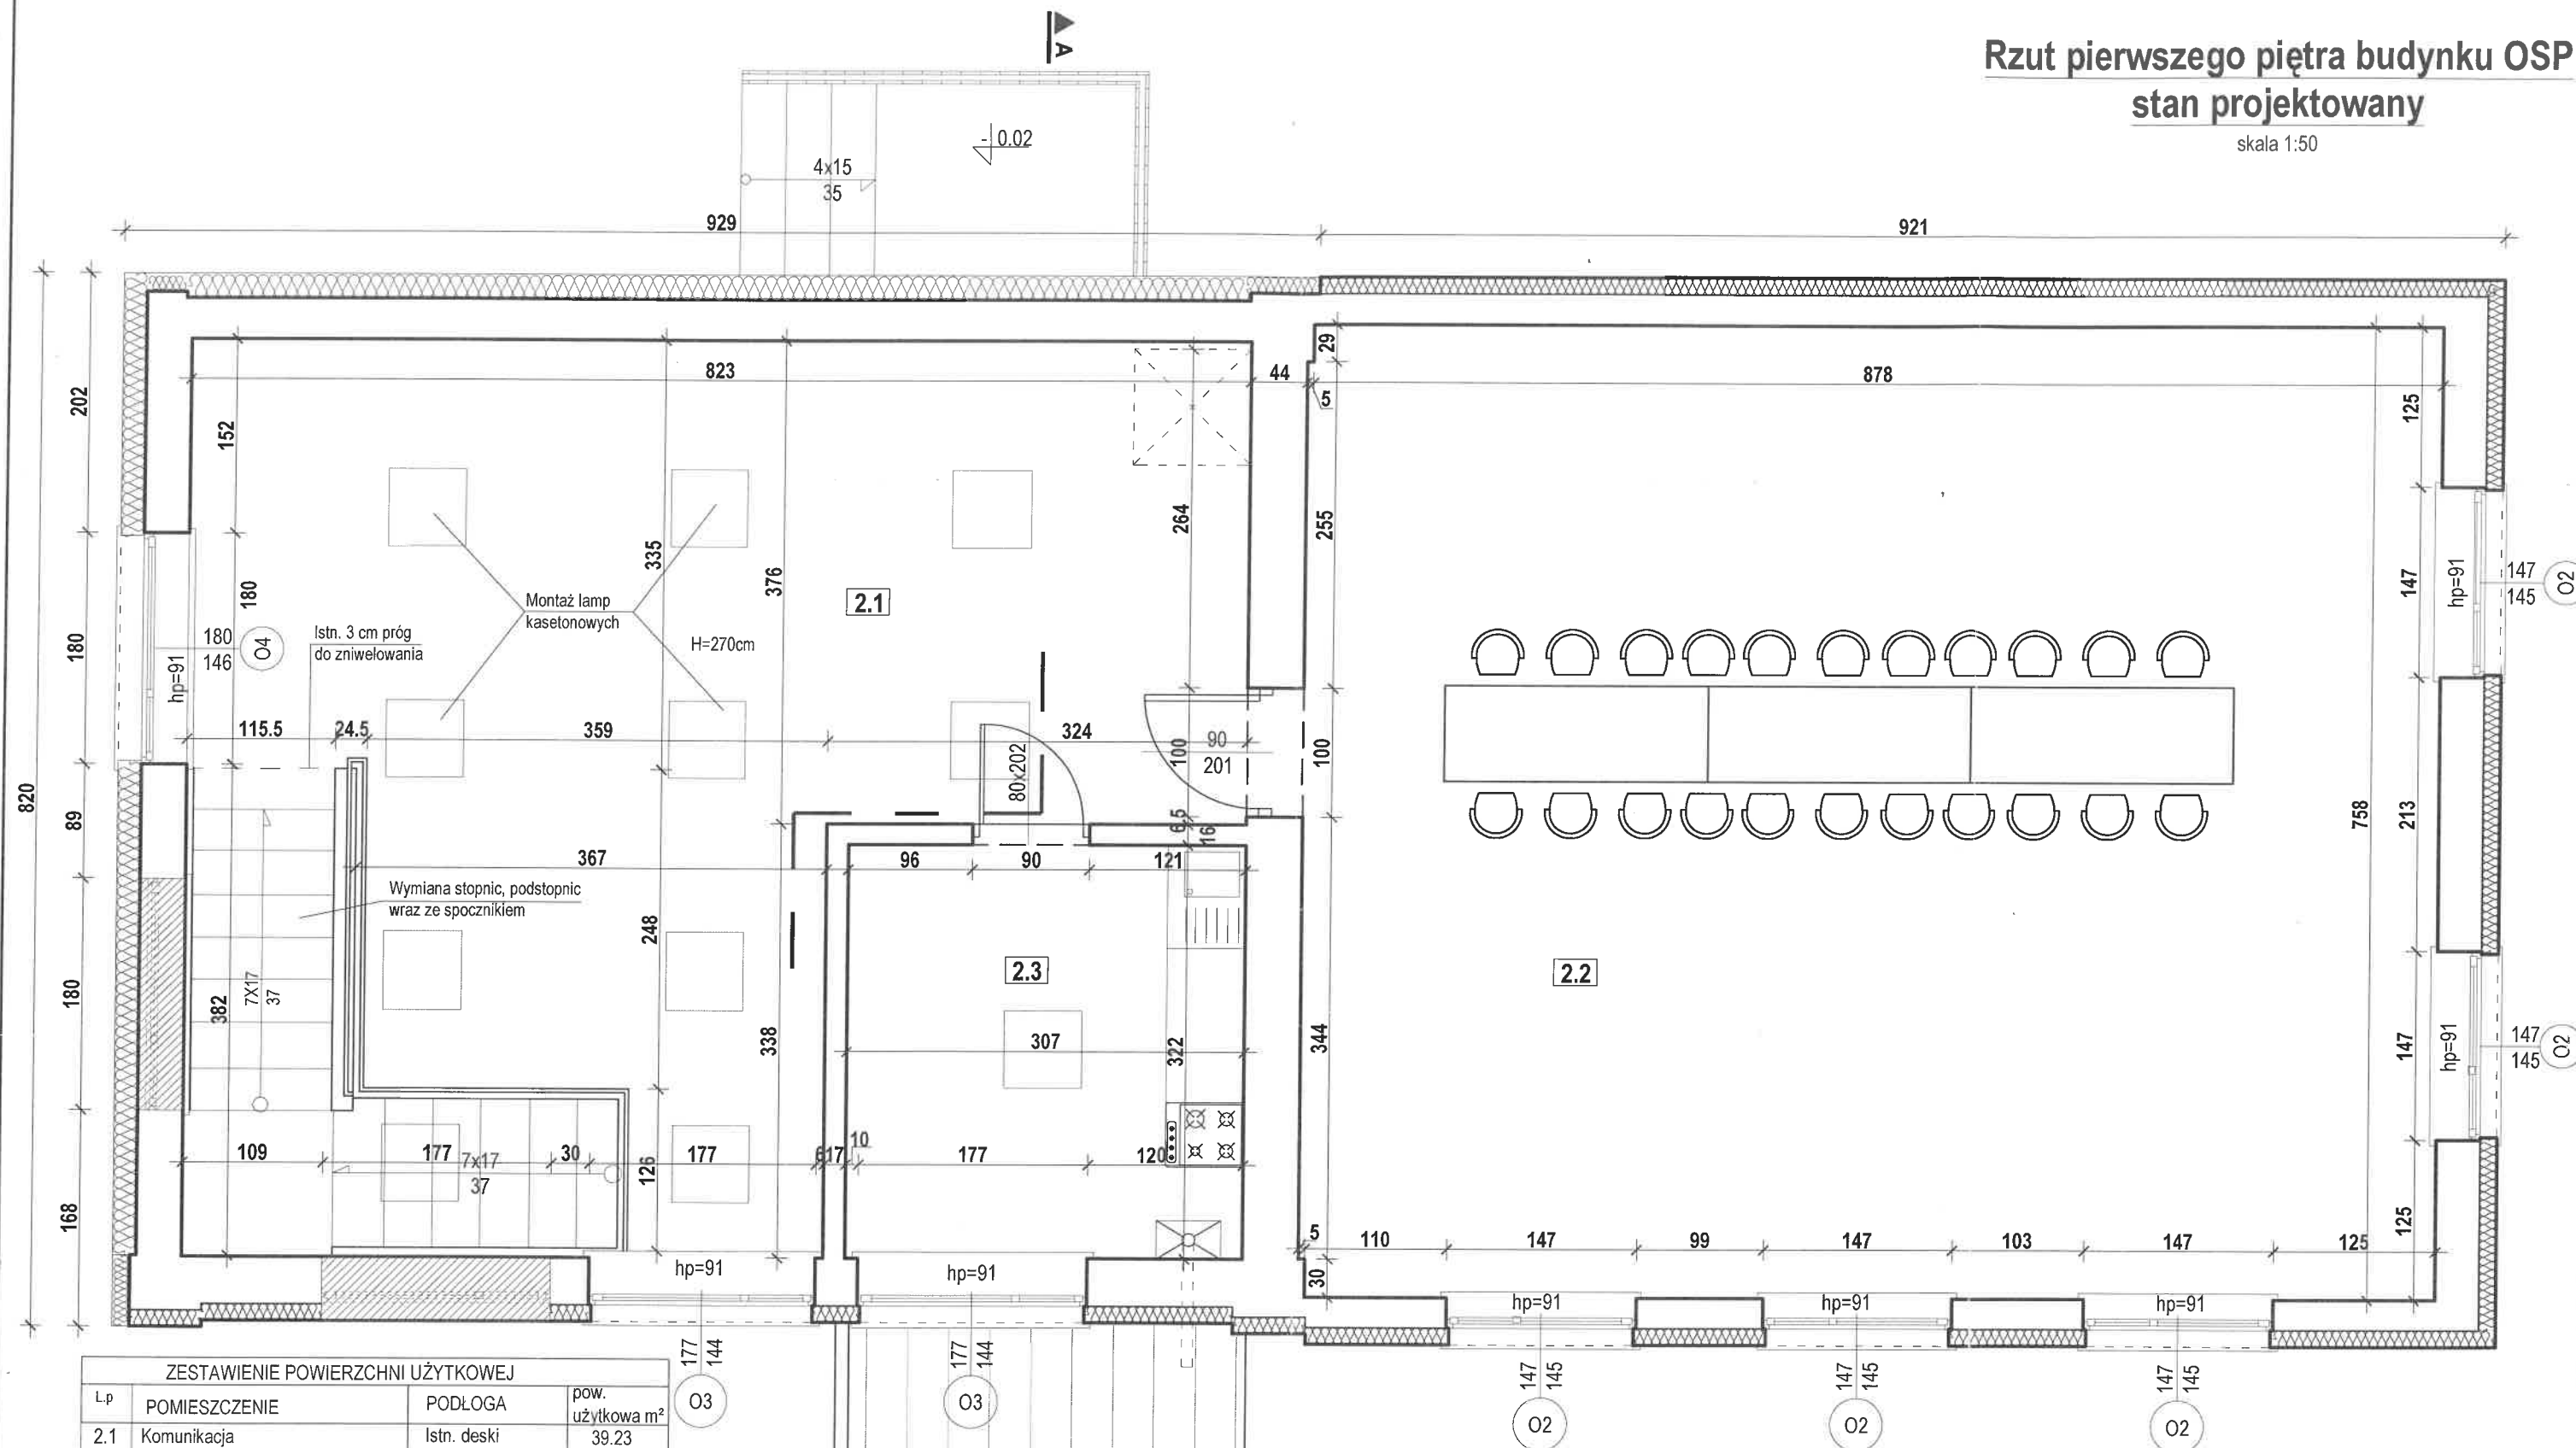 A
Rzut pierwszego piętra budynku OSP
stan projektowany
skala 1:50
- 0.02
4x15
35
929
921
823
44
29
5
878
202
152
125
264
255
335
376
180
180
Montaż lamp
kasetonowych
2.1
H=270cm
Istn. 3 cm próg
do zniwelowania
180
146
O4
hp=91
147
hp=91
147
145
O2
115.5
24.5
359
324
80x202
100
90
201
100
820
89
6.5
16
758
213
367
96
90
121
Wymiana stopnic, podstopnic
wraz ze spocznikiem
248
2.3
2.2
180
382
7X17
37
338
307
322
344
147
hp=91
147
145
O2
109
177
7x17
37
30
126
177
6
17
10
177
120
168
5
110
147
99
147
103
147
125
125
30
hp=91
hp=91
hp=91
hp=91
hp=91
177
144
O3
177
144
O3
147
145
O2
147
145
O2
147
145
O2
ZESTAWIENIE POWIERZCHNI UŻYTKOWEJ
L.p
POMIESZCZENIE
PODŁOGA
pow.
użytkowa m²
2.1
Komunikacja
Istn. deski
39.23